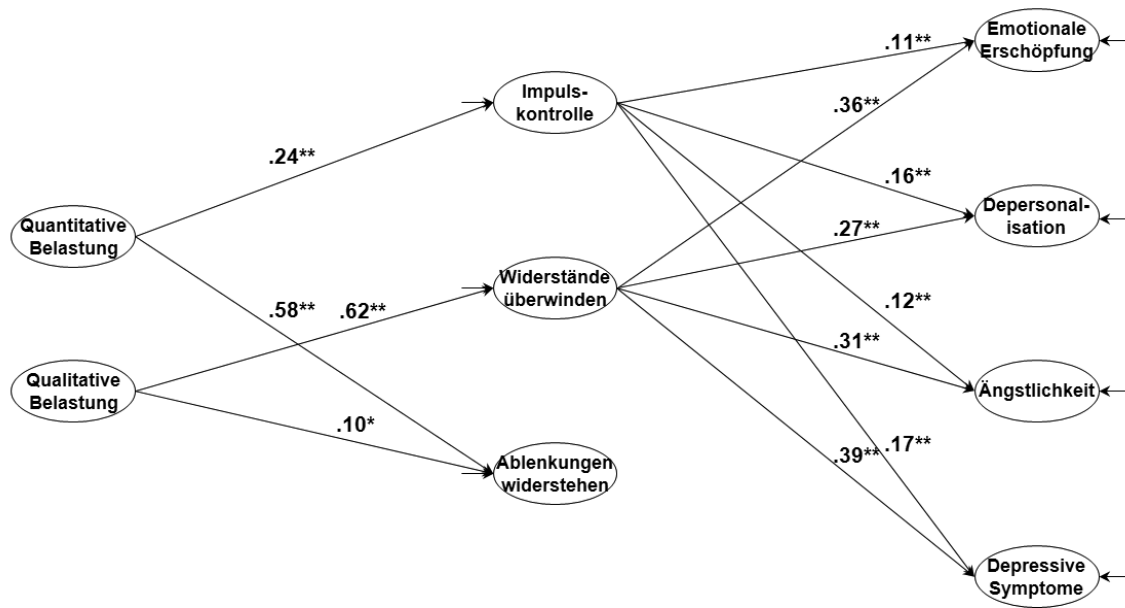 Emotionale
Erschöpfung
.11**
Impuls-
kontrolle
.36**
.24**
.16**
Quantitative
Belastung
Depersonal-
isation
.27**
Widerstände
überwinden
.58**
.62**
.12**
.31**
Qualitative
Belastung
Ängstlichkeit
.10*
.17**
.39**
Ablenkungen
widerstehen
Depressive
Symptome